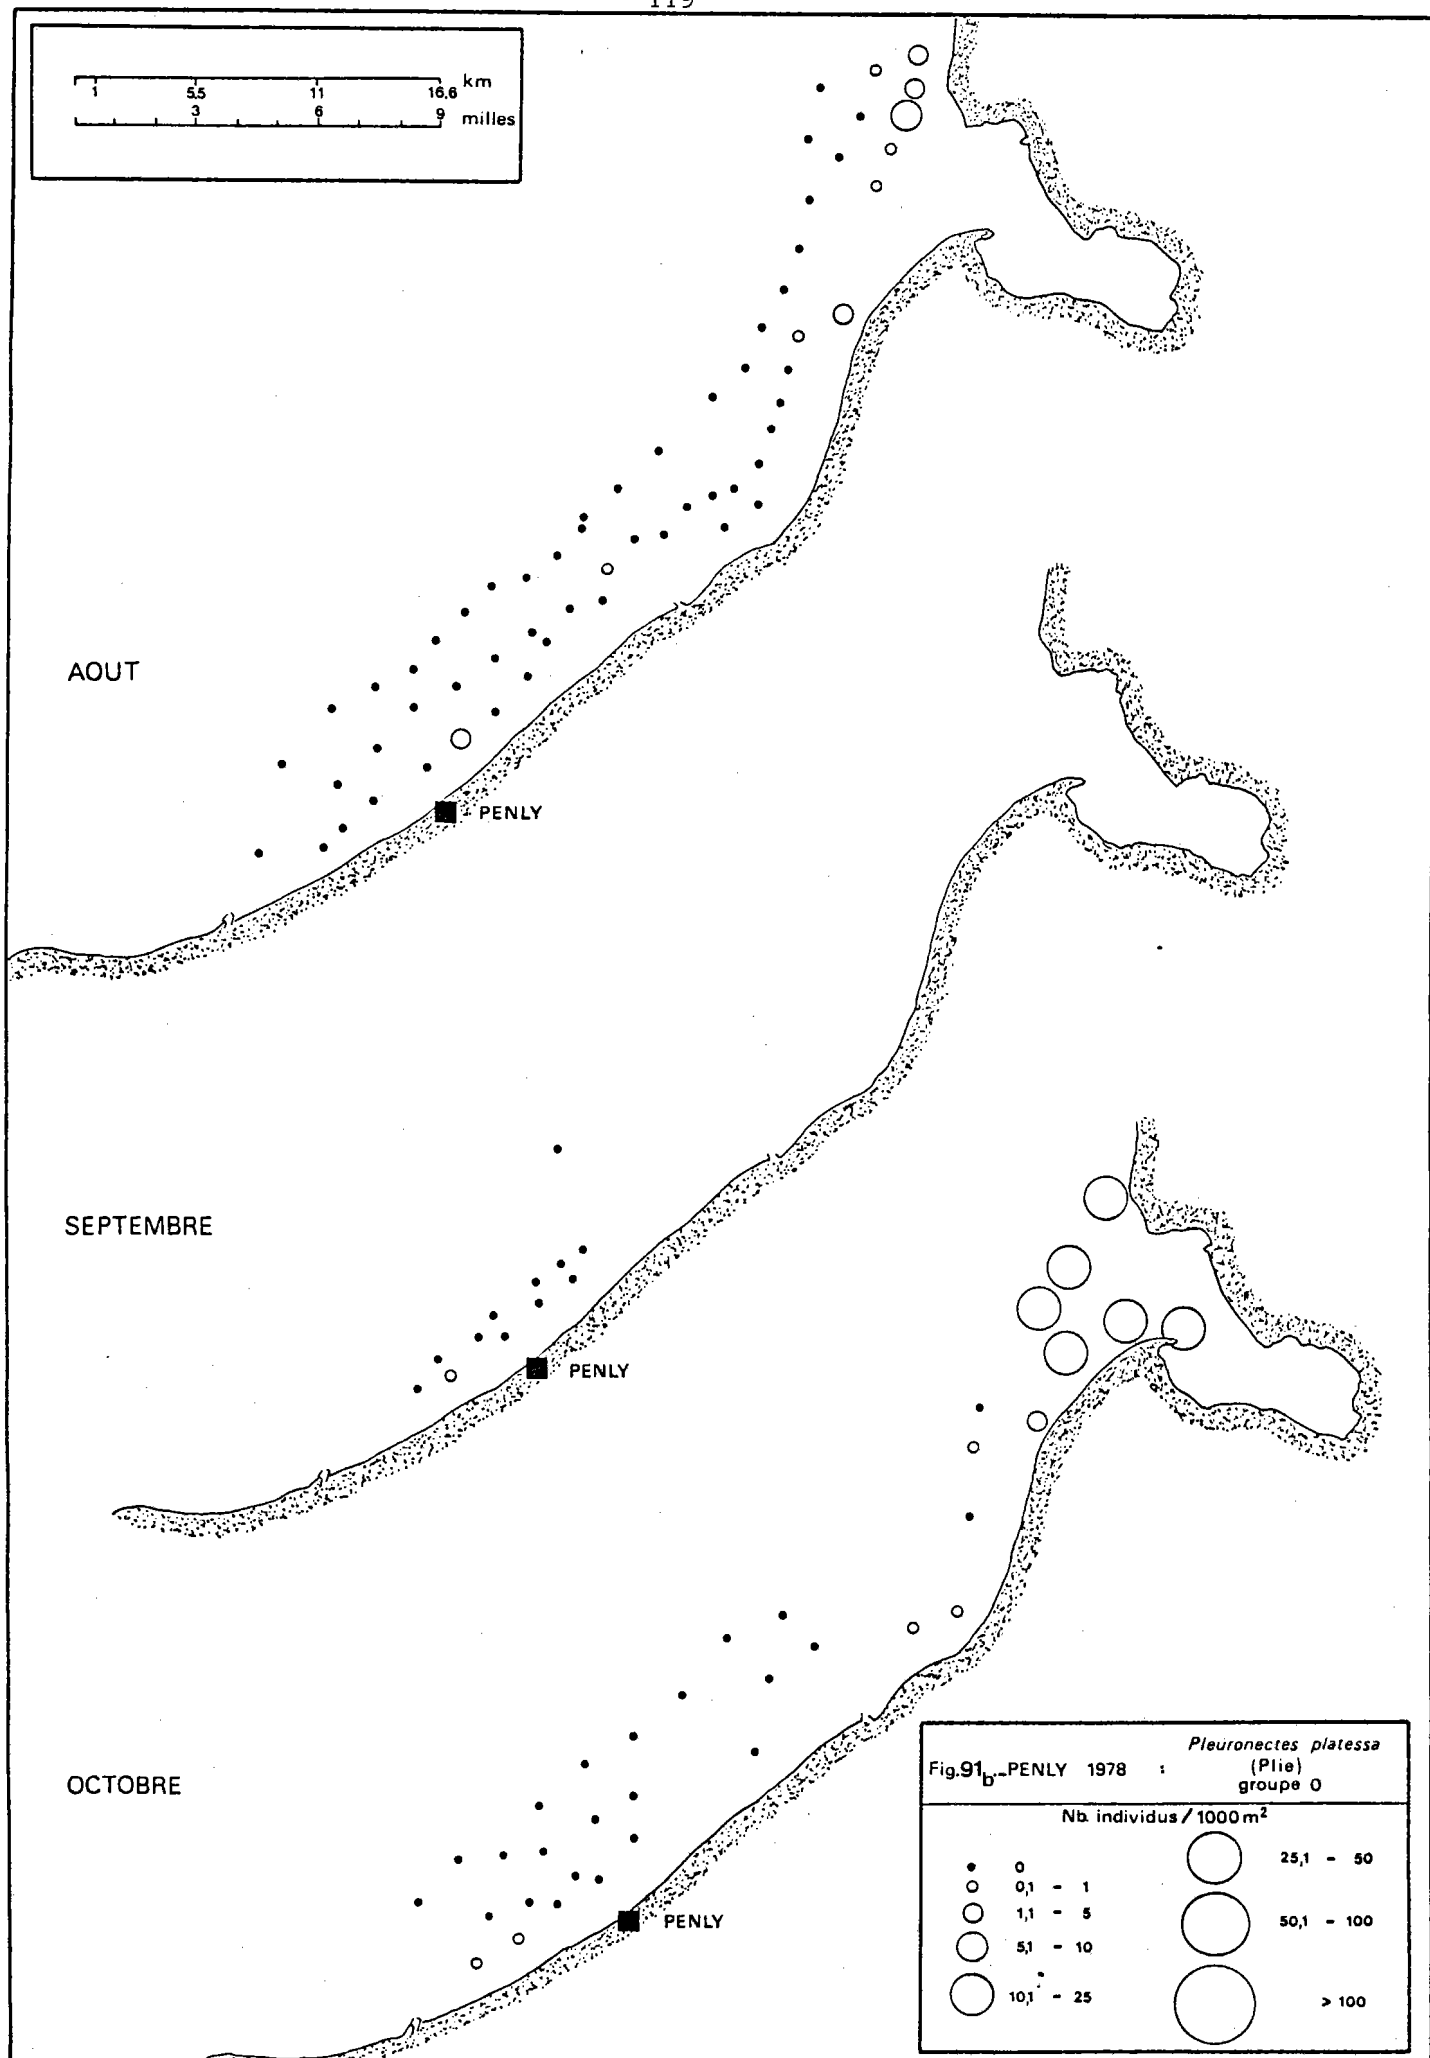 119
km
1 5,5 11 16,6
3 6 9 milles
AOUT
PENLY
SEPTEMBRE
PENLY
OCTOBRE
PENLY
Fig.91b.-PENLY 1978 : Pleuronectes platessa
(Plie)
groupe 0
Nb. individus / 1000 m²
0
0,1 - 1
1,1 - 5
5,1 - 10
10,1 - 25
25,1 - 50
50,1 - 100
> 100